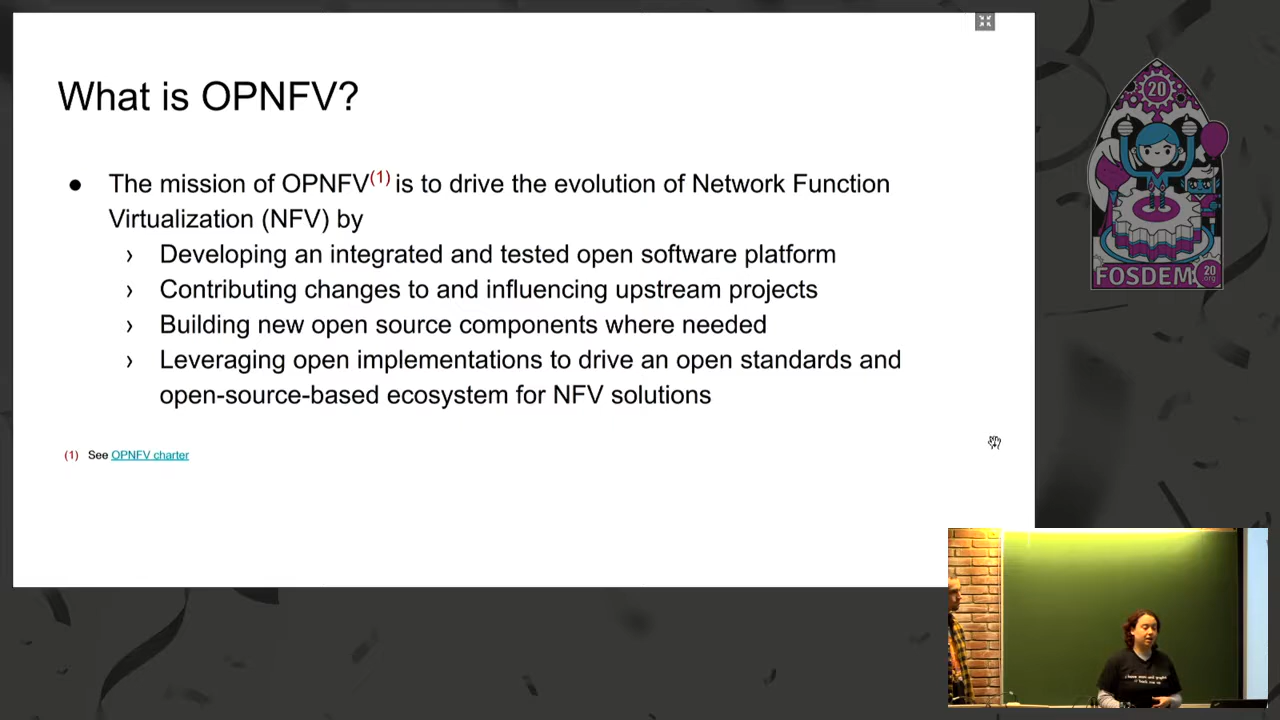 What is OPNFV?
● The mission of OPNFV(1) is to drive the evolution of Network Function
Virtualization (NFV) by
› Developing an integrated and tested open software platform
› Contributing changes to and influencing upstream projects
› Building new open source components where needed
› Leveraging open implementations to drive an open standards and
open-source-based ecosystem for NFV solutions
(1) See OPNFV charter
20
FOSDEM 20
.org